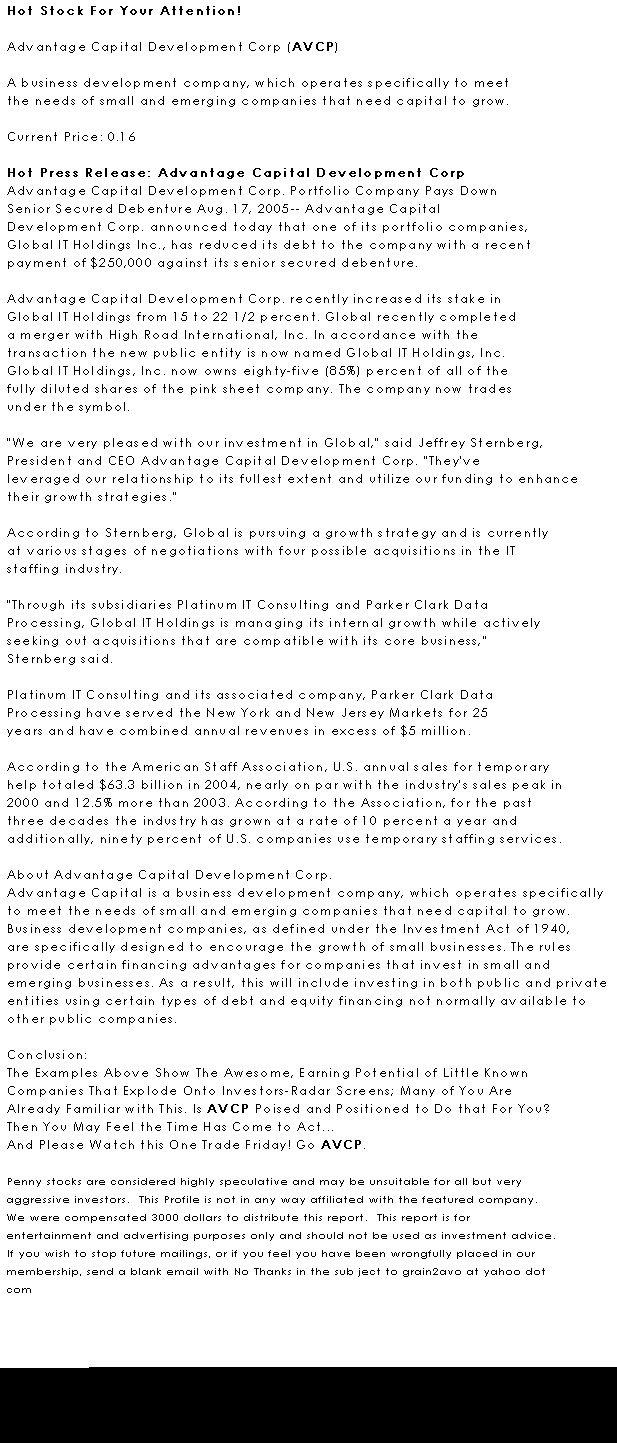 Hot Stock For Your Attention!
Advantage Capital Development Corp (AVCP)
A business development company, which operates specifically to meet
the needs of small and emerging companies that need capital to grow.
Current Price: 0.16
Hot Press Release: Advantage Capital Development Corp
Advantage Capital Development Corp. Portfolio Company Pays Down
Senior Secured Debenture Aug. 17, 2005-- Advantage Capital
Development Corp. announced today that one of its portfolio companies,
Global IT Holdings Inc., has reduced its debt to the company with a recent
payment of $250,000 against its senior secured debenture.
Advantage Capital Development Corp. recently increased its stake in
Global IT Holdings from 15 to 22 1/2 percent. Global recently completed
a merger with High Road International, Inc. In accordance with the
transaction the new public entity is now named Global IT Holdings, Inc.
Global IT Holdings, Inc. now owns eighty-five (85%) percent of all of the
fully diluted shares of the pink sheet company. The company now trades
under the symbol.
"We are very pleased with our investment in Global," said Jeffrey Sternberg,
President and CEO Advantage Capital Development Corp. "They've
leveraged our relationship to its fullest extent and utilize our funding to enhance
their growth strategies."
According to Sternberg, Global is pursuing a growth strategy and is currently
at various stages of negotiations with four possible acquisitions in the IT
staffing industry.
"Through its subsidiaries Platinum IT Consulting and Parker Clark Data
Processing, Global IT Holdings is managing its internal growth while actively
seeking out acquisitions that are compatible with its core business,"
Sternberg said.
Platinum IT Consulting and its associated company, Parker Clark Data
Processing have served the New York and New Jersey Markets for 25
years and have combined annual revenues in excess of $5 million.
According to the American Staff Association, U.S. annual sales for temporary
help totaled $63.3 billion in 2004, nearly on par with the industry's sales peak in
2000 and 12.5% more than 2003. According to the Association, for the past
three decades the industry has grown at a rate of 10 percent a year and
additionally, ninety percent of U.S. companies use temporary staffing services.
About Advantage Capital Development Corp.
Advantage Capital is a business development company, which operates specifically
to meet the needs of small and emerging companies that need capital to grow.
Business development companies, as defined under the Investment Act of 1940,
are specifically designed to encourage the growth of small businesses. The rules
provide certain financing advantages for companies that invest in small and
emerging businesses. As a result, this will include investing in both public and private
entities using certain types of debt and equity financing not normally available to
other public companies.
Conclusion:
The Examples Above Show The Awesome, Earning Potential of Little Known
Companies That Explode Onto Investors-Radar Screens; Many of You Are
Already Familiar with This. Is AVCP Poised and Positioned to Do that For You?
Then You May Feel the Time Has Come to Act...
And Please Watch this One Trade Friday! Go AVCP.
Penny stocks are considered highly speculative and may be unsuitable for all but very
aggressive investors. This Profile is not in any way affiliated with the featured company.
We were compensated 3000 dollars to distribute this report. This report is for
entertainment and advertising purposes only and should not be used as investment advice.
If you wish to stop future mailings, or if you feel you have been wrongfully placed in our
membership, send a blank email with No Thanks in the sub ject to grain2avo at yahoo dot
com